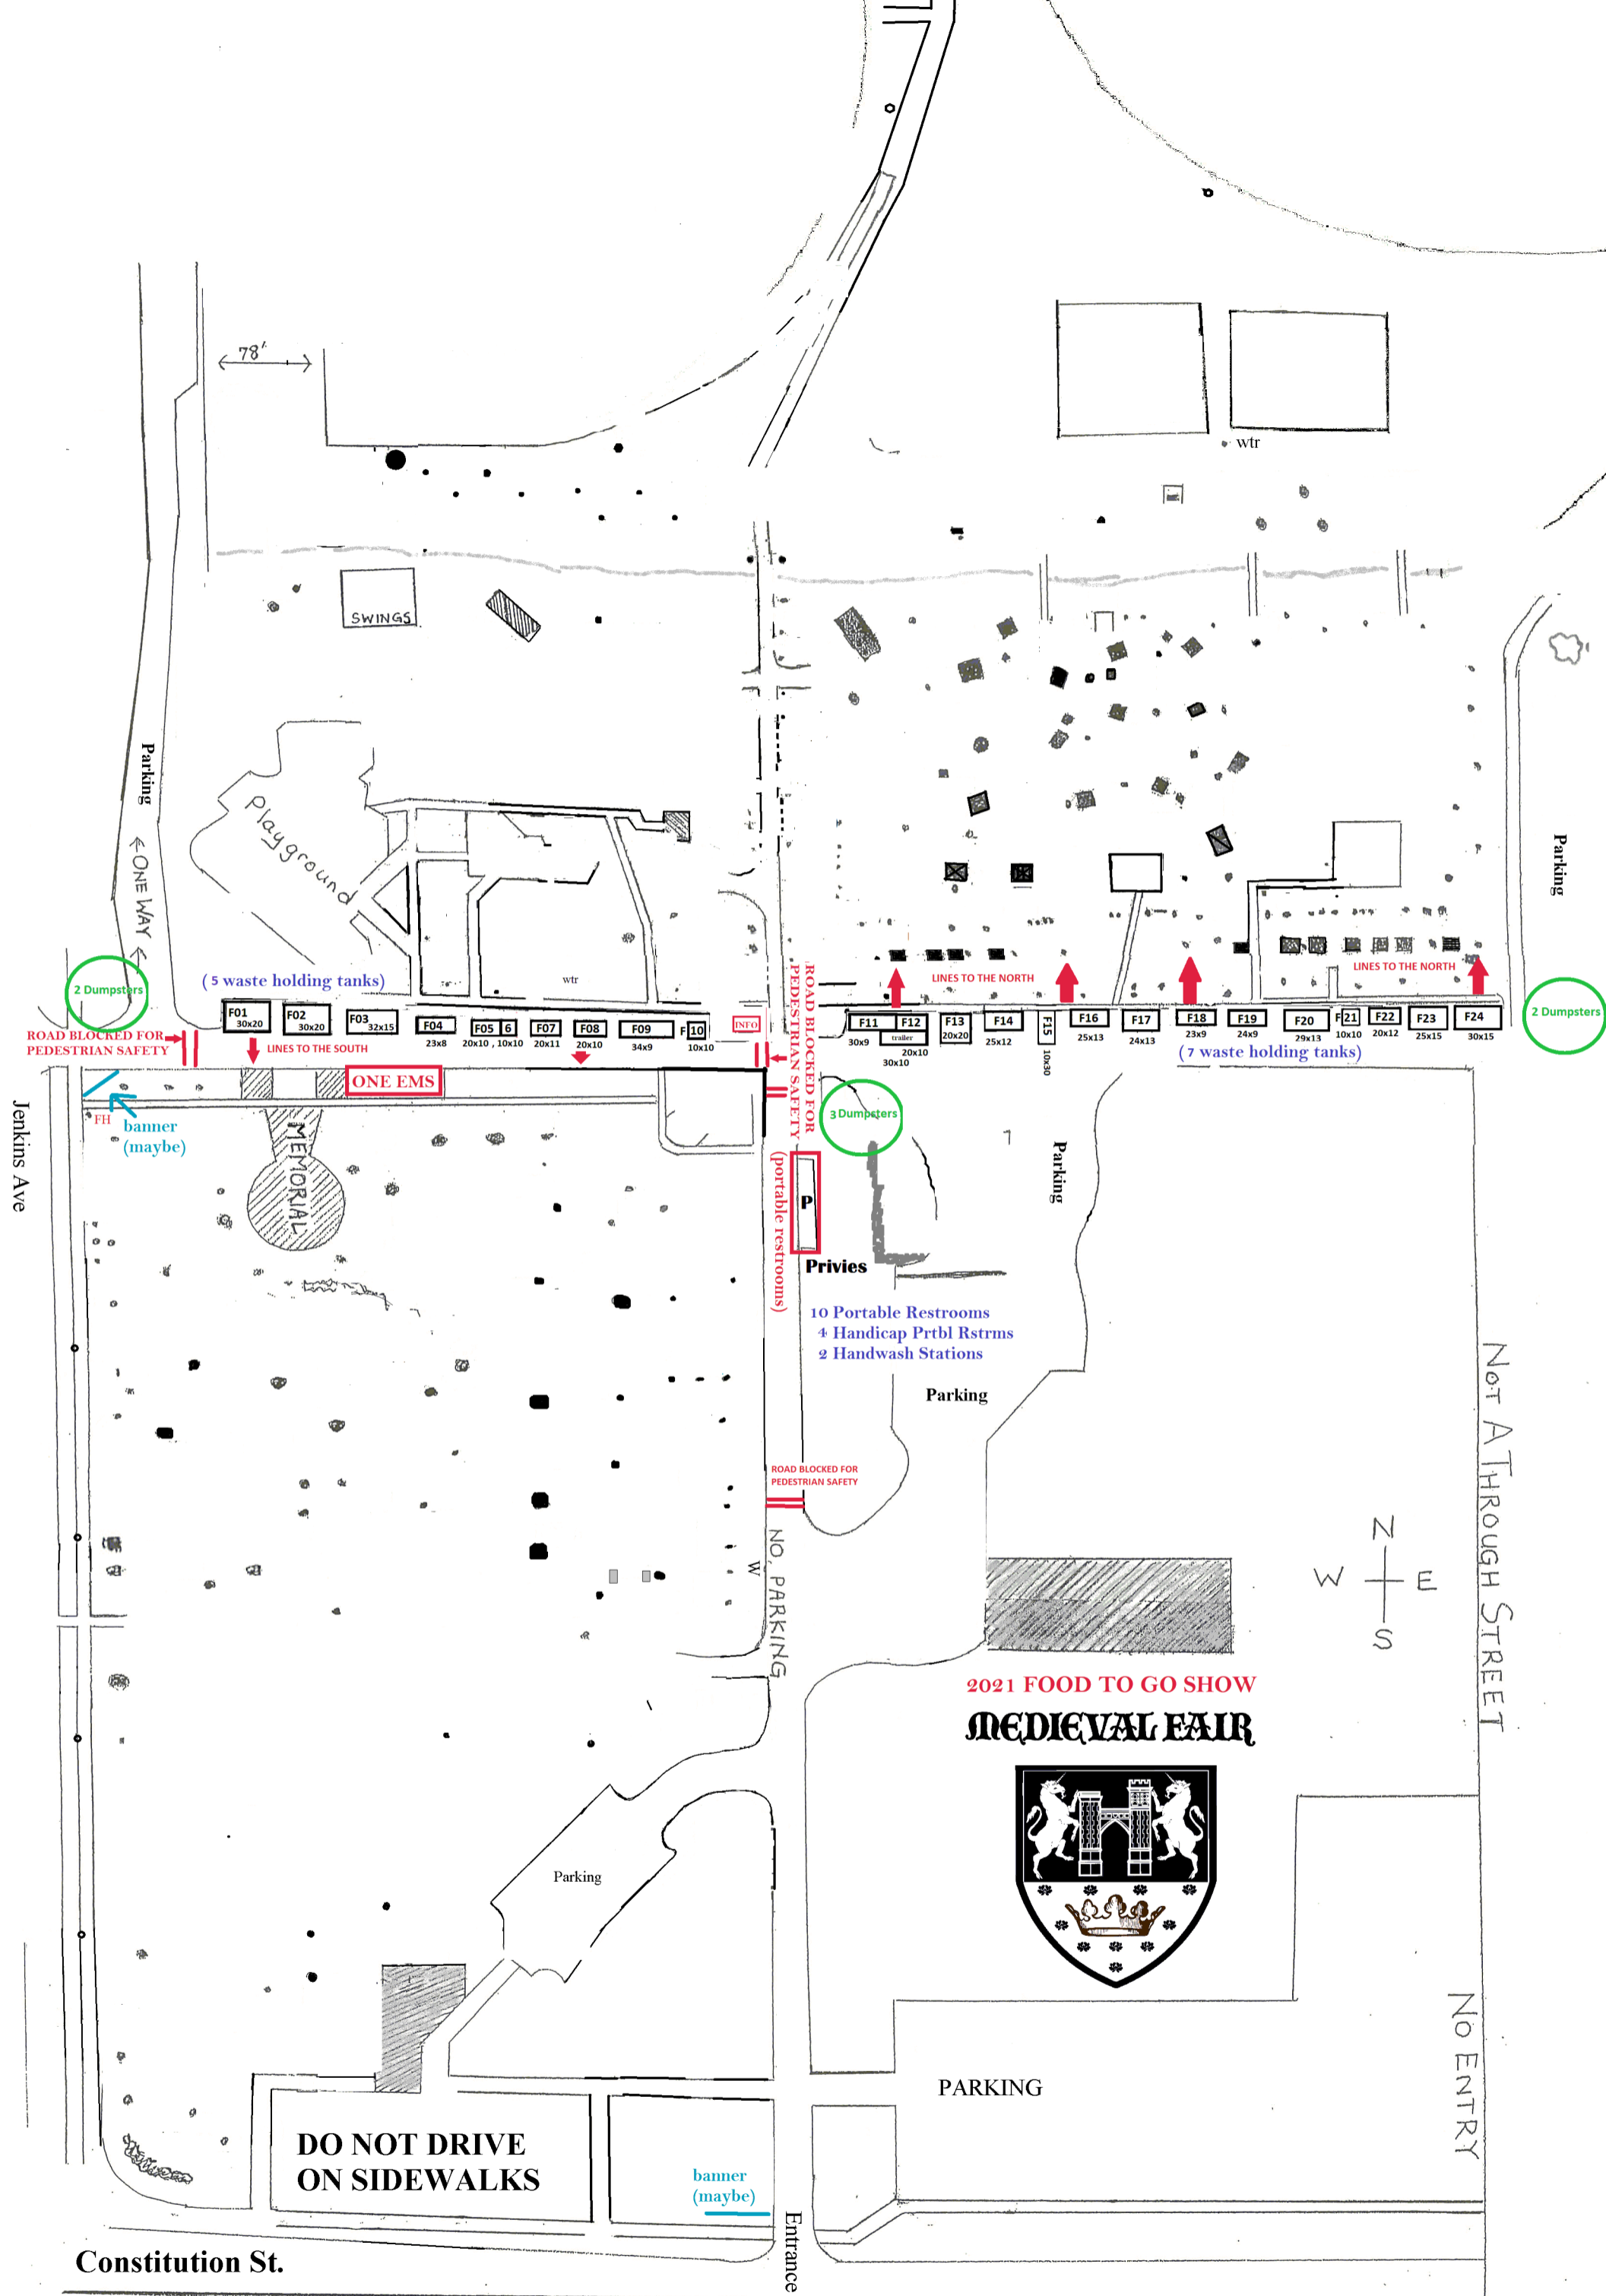 78'
wtr
SWINGS
Parking
Playground
← ONE WAY ←
Parking
2 Dumpsters
( 5 waste holding tanks)
wtr
LINES TO THE NORTH
LINES TO THE NORTH
2 Dumpsters
F01
30x20
F02
30x20
F03
32x15
F04
23x8
F05
6
20x10 , 10x10
F07
20x11
F08
20x10
F09
34x9
F 10
10x10
INFO
ROAD BLOCKED FOR
PEDESTRIAN SAFETY
F11
30x9
F12
trailer
20x10
30x10
F13
20x20
F14
25x12
F15
10x30
F16
25x13
F17
24x13
F18
23x9
F19
24x9
F20
29x13
F 21
10x10
F22
20x12
F23
25x15
F24
30x15
( 7 waste holding tanks)
ROAD BLOCKED FOR
PEDESTRIAN SAFETY
LINES TO THE SOUTH
ONE EMS
FH
banner
(maybe)
Jenkins Ave
MEMORIAL
3 Dumpsters
(portable restrooms)
P
Privies
Parking
10 Portable Restrooms
4 Handicap Prtbl Rstrms
2 Handwash Stations
Parking
ROAD BLOCKED FOR
PEDESTRIAN SAFETY
NO PARKING
W
NOT A THROUGH STREET
N
W E
S
2021 FOOD TO GO SHOW
MEDIEVAL FAIR
Parking
NO ENTRY
PARKING
DO NOT DRIVE
ON SIDEWALKS
banner
(maybe)
Entrance
Constitution St.